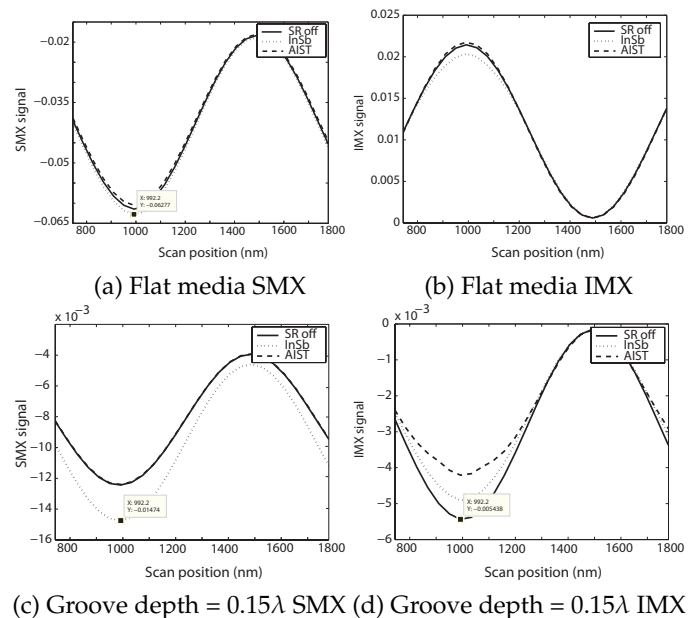 −0.02
−0.035
−0.05
−0.065
SMX signal
SR off
InSb
AIST
X: 992.2
Y: −0.06277
800 1000 1200 1400 1600 1800
Scan position (nm)
(a) Flat media SMX
0.025
0.02
0.015
0.01
0.005
0
IMX signal
SR off
InSb
AIST
800 1000 1200 1400 1600 1800
Scan position (nm)
(b) Flat media IMX
x 10⁻³
−4
−6
−8
−10
−12
−14
−16
SMX signal
SR off
InSb
AIST
X: 992.2
Y: −0.01474
800 1000 1200 1400 1600 1800
Scan position (nm)
(c) Groove depth = 0.15λ SMX
x 10⁻³
0
−1
−2
−3
−4
−5
−6
IMX signal
SR off
InSb
AIST
X: 992.2
Y: −0.005438
800 1000 1200 1400 1600 1800
Scan position (nm)
(d) Groove depth = 0.15λ IMX